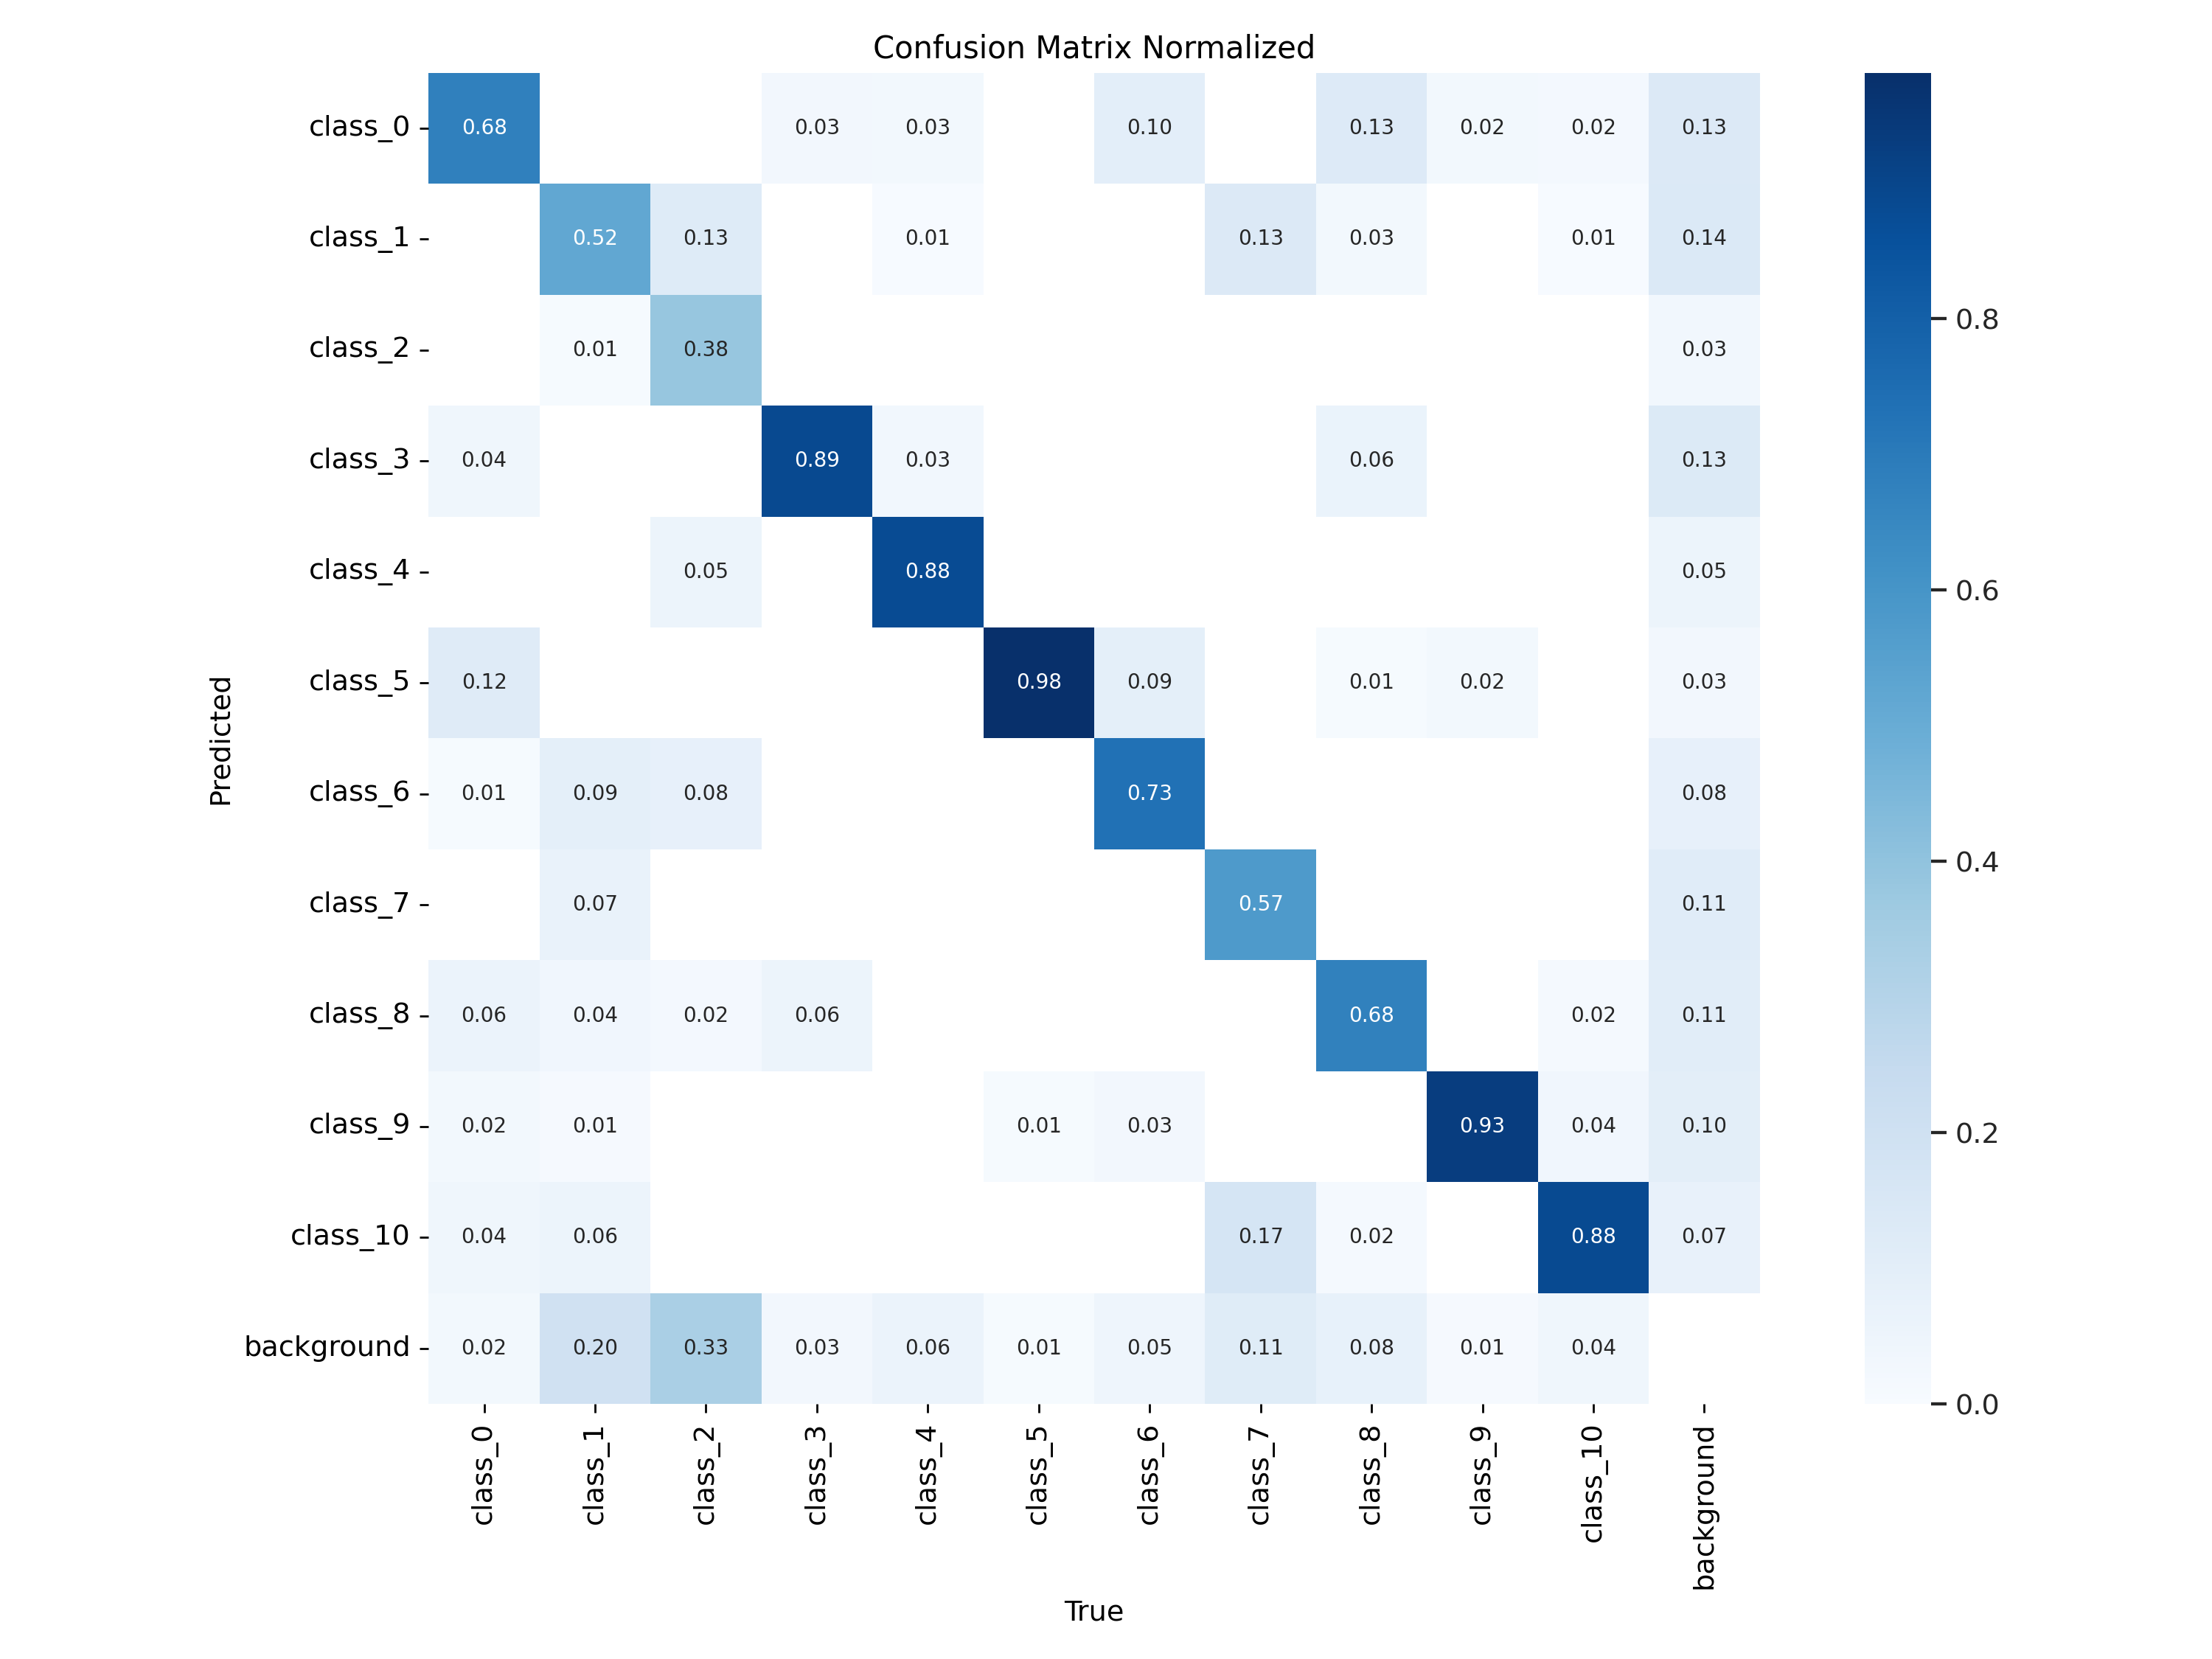 Confusion Matrix Normalized
class_0 0.68 0.03 0.03 0.10 0.13 0.02 0.02 0.13
class_1 0.52 0.13 0.01 0.13 0.03 0.01 0.14
class_2 0.01 0.38 0.03
class_3 0.04 0.89 0.03 0.06 0.13
class_4 0.05 0.88 0.05
class_5 0.12 0.98 0.09 0.01 0.02 0.03
class_6 0.01 0.09 0.08 0.73 0.08
class_7 0.07 0.57 0.11
class_8 0.06 0.04 0.02 0.06 0.68 0.02 0.11
class_9 0.02 0.01 0.01 0.03 0.93 0.04 0.10
class_10 0.04 0.06 0.17 0.02 0.88 0.07
background 0.02 0.20 0.33 0.03 0.06 0.01 0.05 0.11 0.08 0.01 0.04
class_0 class_1 class_2 class_3 class_4 class_5 class_6 class_7 class_8 class_9 class_10 background
True
Predicted
0.8
0.6
0.4
0.2
0.0